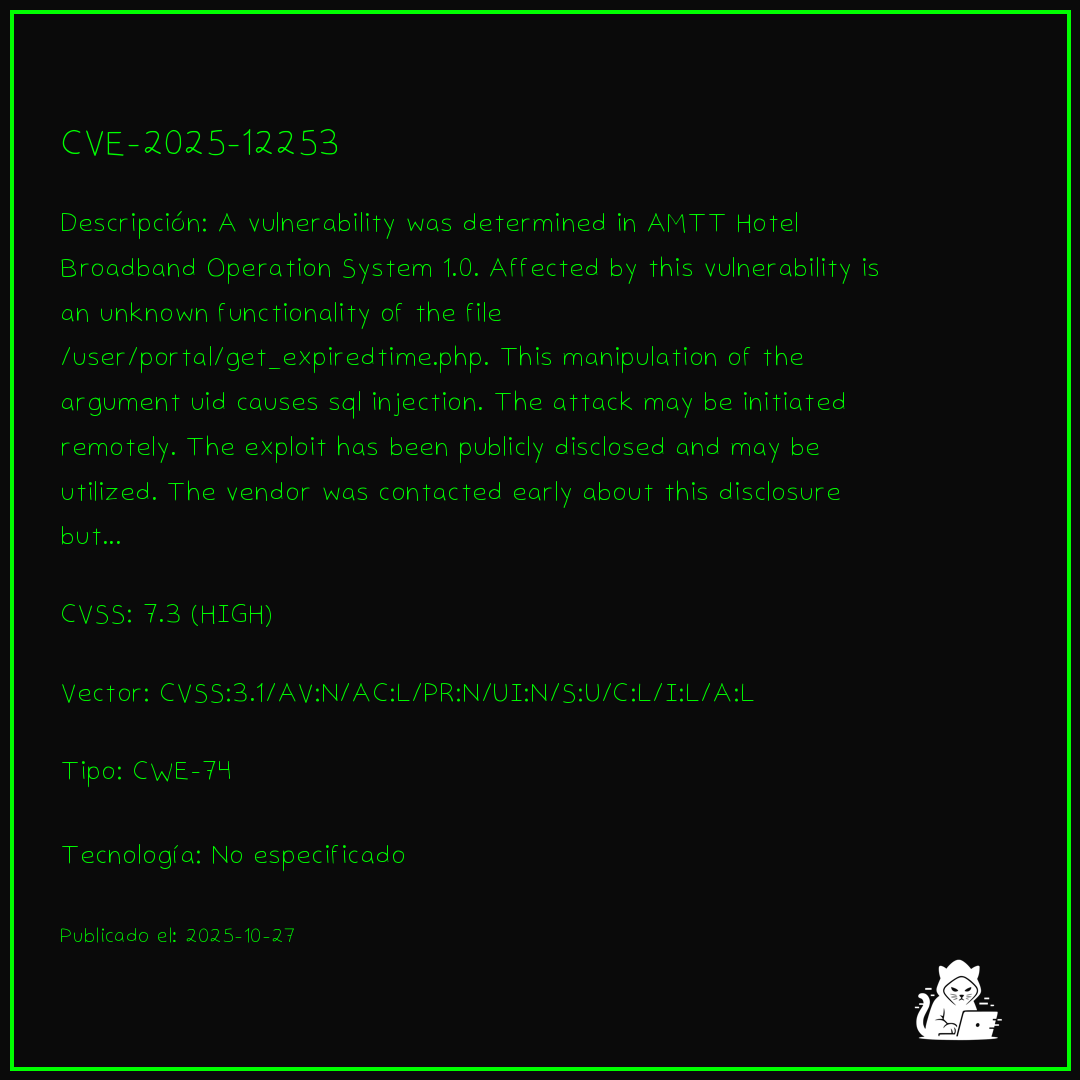 CVE-2025-12253
Descripción: A vulnerability was determined in AMTT Hotel
Broadband Operation System 1.0. Affected by this vulnerability is
an unknown functionality of the file
/user/portal/get_expiredtime.php. This manipulation of the
argument uid causes sql injection. The attack may be initiated
remotely. The exploit has been publicly disclosed and may be
utilized. The vendor was contacted early about this disclosure
but...
CVSS: 7.3 (HIGH)
Vector: CVSS:3.1/AV:N/AC:L/PR:N/UI:N/S:U/C:L/I:L/A:L
Tipo: CWE-74
Tecnología: No especificado
Publicado el: 2025-10-27